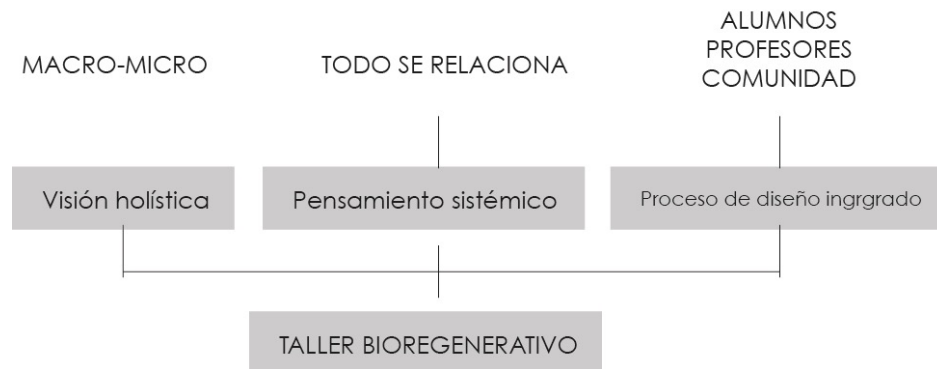 MACRO-MICRO
TODO SE RELACIONA
ALUMNOS
PROFESORES
COMUNIDAD
Visión holística
Pensamiento sistémico
Proceso de diseño ingrgrado
TALLER BIOREGENERATIVO